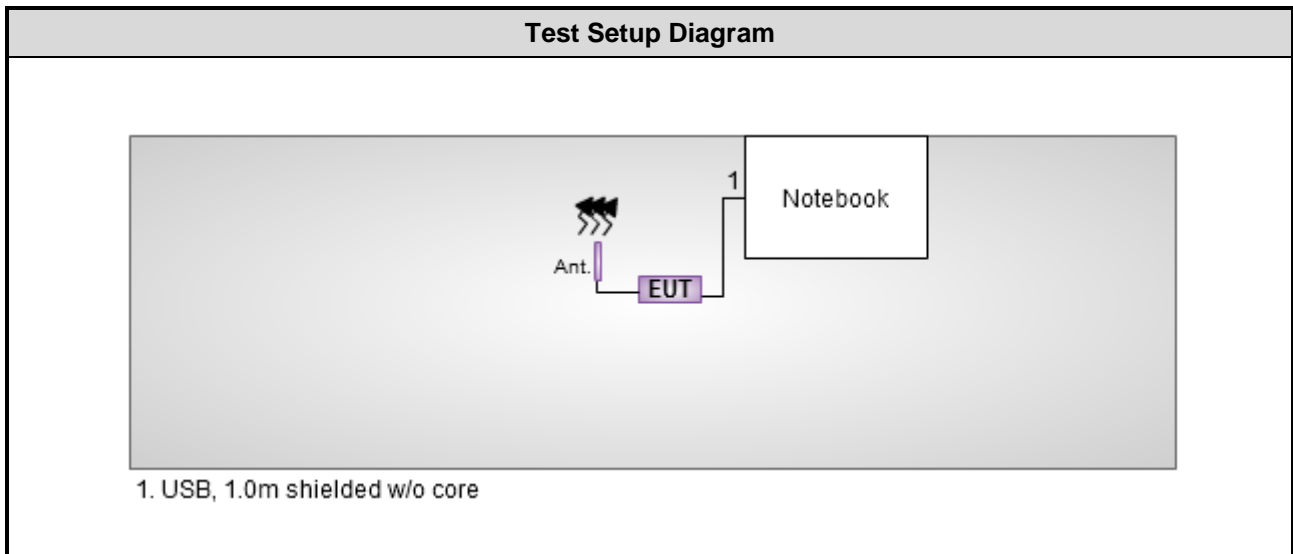 Test Setup Diagram
1
Notebook
Ant.
EUT
1. USB, 1.0m shielded w/o core